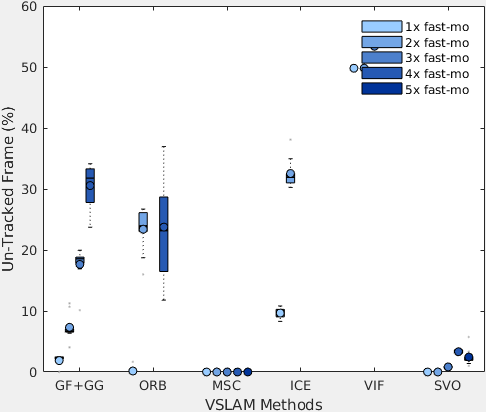 60
1x fast-mo
2x fast-mo
3x fast-mo
4x fast-mo
5x fast-mo
50
40
30
20
10
0
Un-Tracked Frame (%)
GF+GG ORB MSC ICE VIF SVO
VSLAM Methods